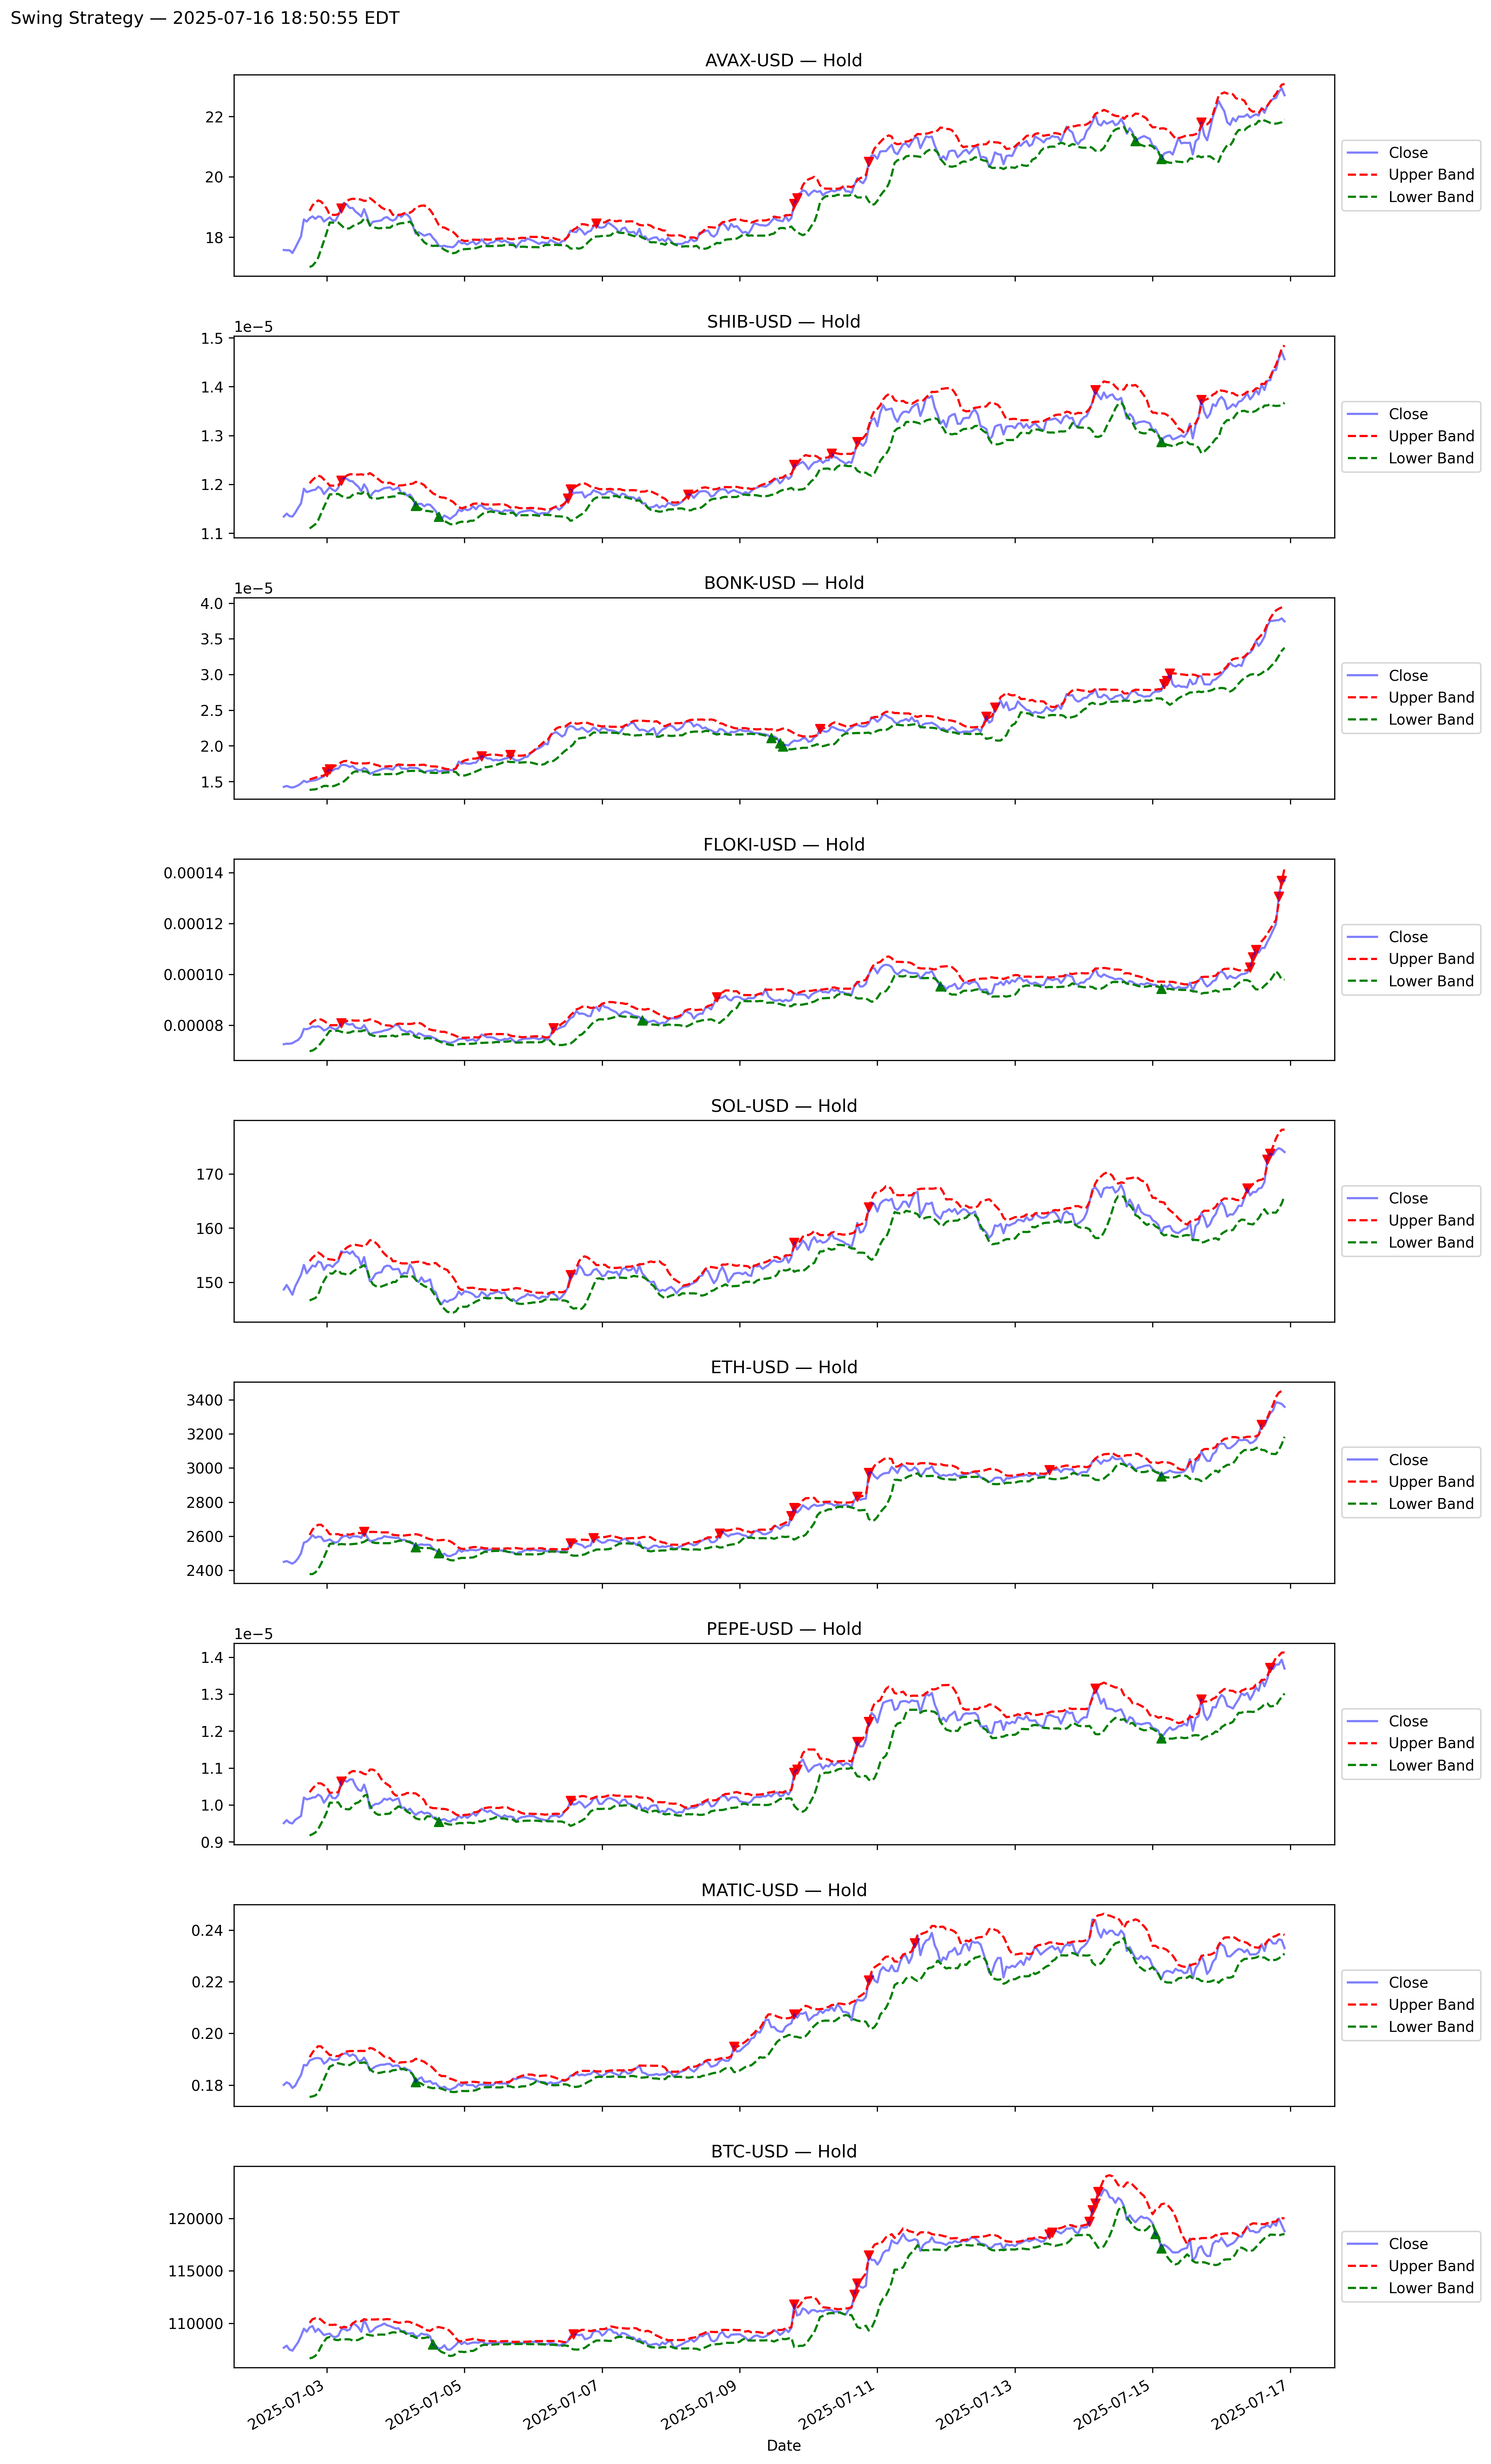 Swing Strategy — 2025-07-16 18:50:55 EDT
AVAX-USD — Hold
22
20
18
Close
Upper Band
Lower Band
SHIB-USD — Hold
1e−5
1.5
1.4
1.3
1.2
1.1
Close
Upper Band
Lower Band
BONK-USD — Hold
1e−5
4.0
3.5
3.0
2.5
2.0
1.5
Close
Upper Band
Lower Band
FLOKI-USD — Hold
0.00014
0.00012
0.00010
0.00008
Close
Upper Band
Lower Band
SOL-USD — Hold
170
160
150
Close
Upper Band
Lower Band
ETH-USD — Hold
3400
3200
3000
2800
2600
2400
Close
Upper Band
Lower Band
PEPE-USD — Hold
1e−5
1.4
1.3
1.2
1.1
1.0
0.9
Close
Upper Band
Lower Band
MATIC-USD — Hold
0.24
0.22
0.20
0.18
Close
Upper Band
Lower Band
BTC-USD — Hold
120000
115000
110000
Close
Upper Band
Lower Band
2025-07-03
2025-07-05
2025-07-07
2025-07-09
2025-07-11
2025-07-13
2025-07-15
2025-07-17
Date